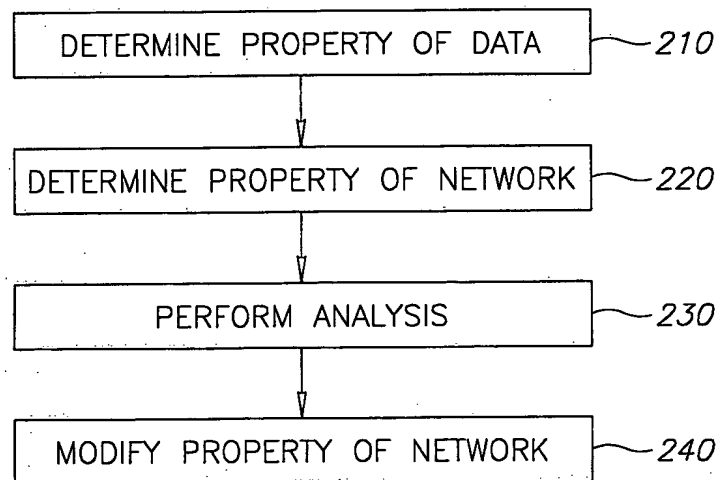 DETERMINE PROPERTY OF DATA 210
DETERMINE PROPERTY OF NETWORK 220
PERFORM ANALYSIS 230
MODIFY PROPERTY OF NETWORK 240